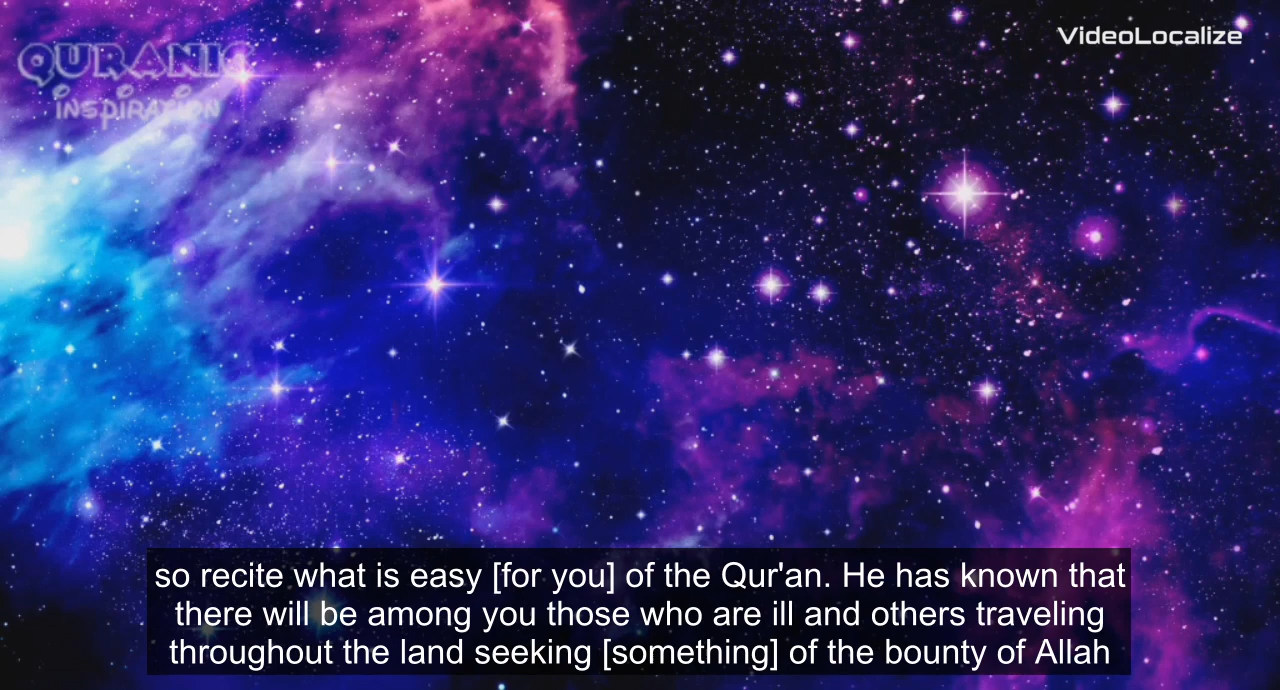 QURANIC
INSPIRATION
VideoLocalize
so recite what is easy [for you] of the Qur'an. He has known that
there will be among you those who are ill and others traveling
throughout the land seeking [something] of the bounty of Allah